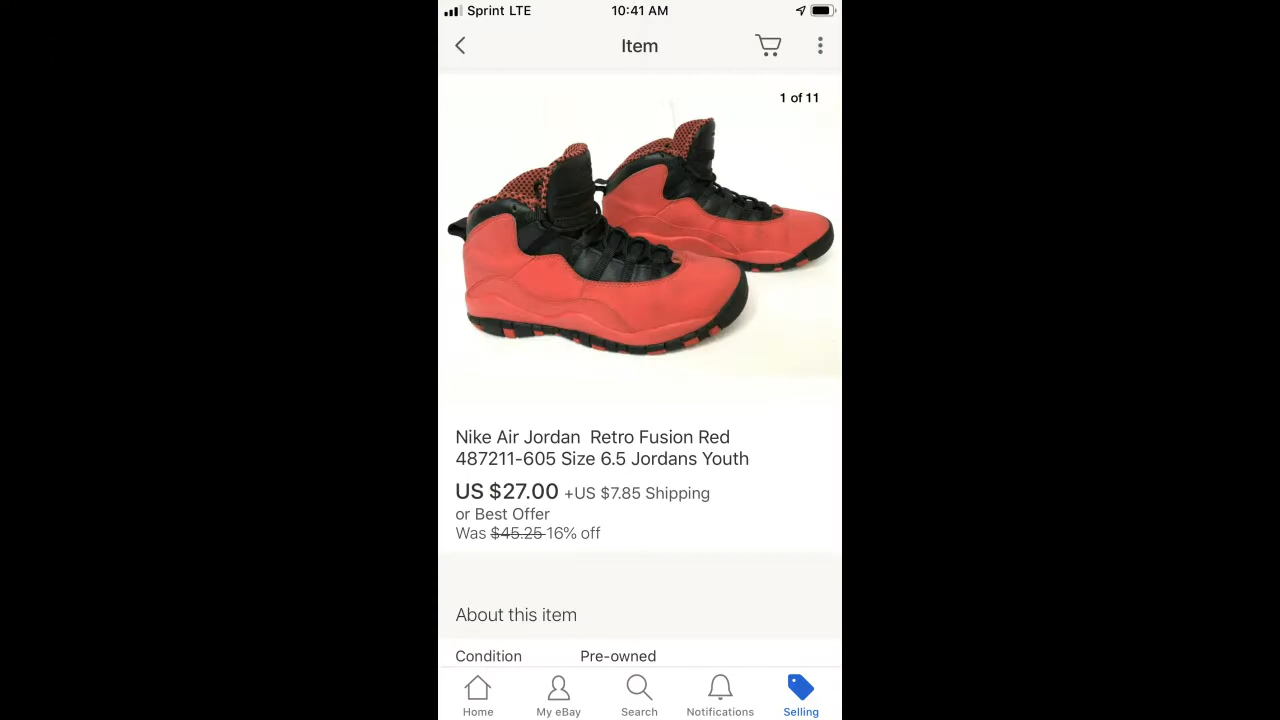 Sprint LTE 10:41 AM
Item
1 of 11
Nike Air Jordan  Retro Fusion Red
487211-605 Size 6.5 Jordans Youth
US $27.00 +US $7.85 Shipping
or Best Offer
Was $45.25 16% off
About this item
Condition Pre-owned
Home My eBay Search Notifications Selling